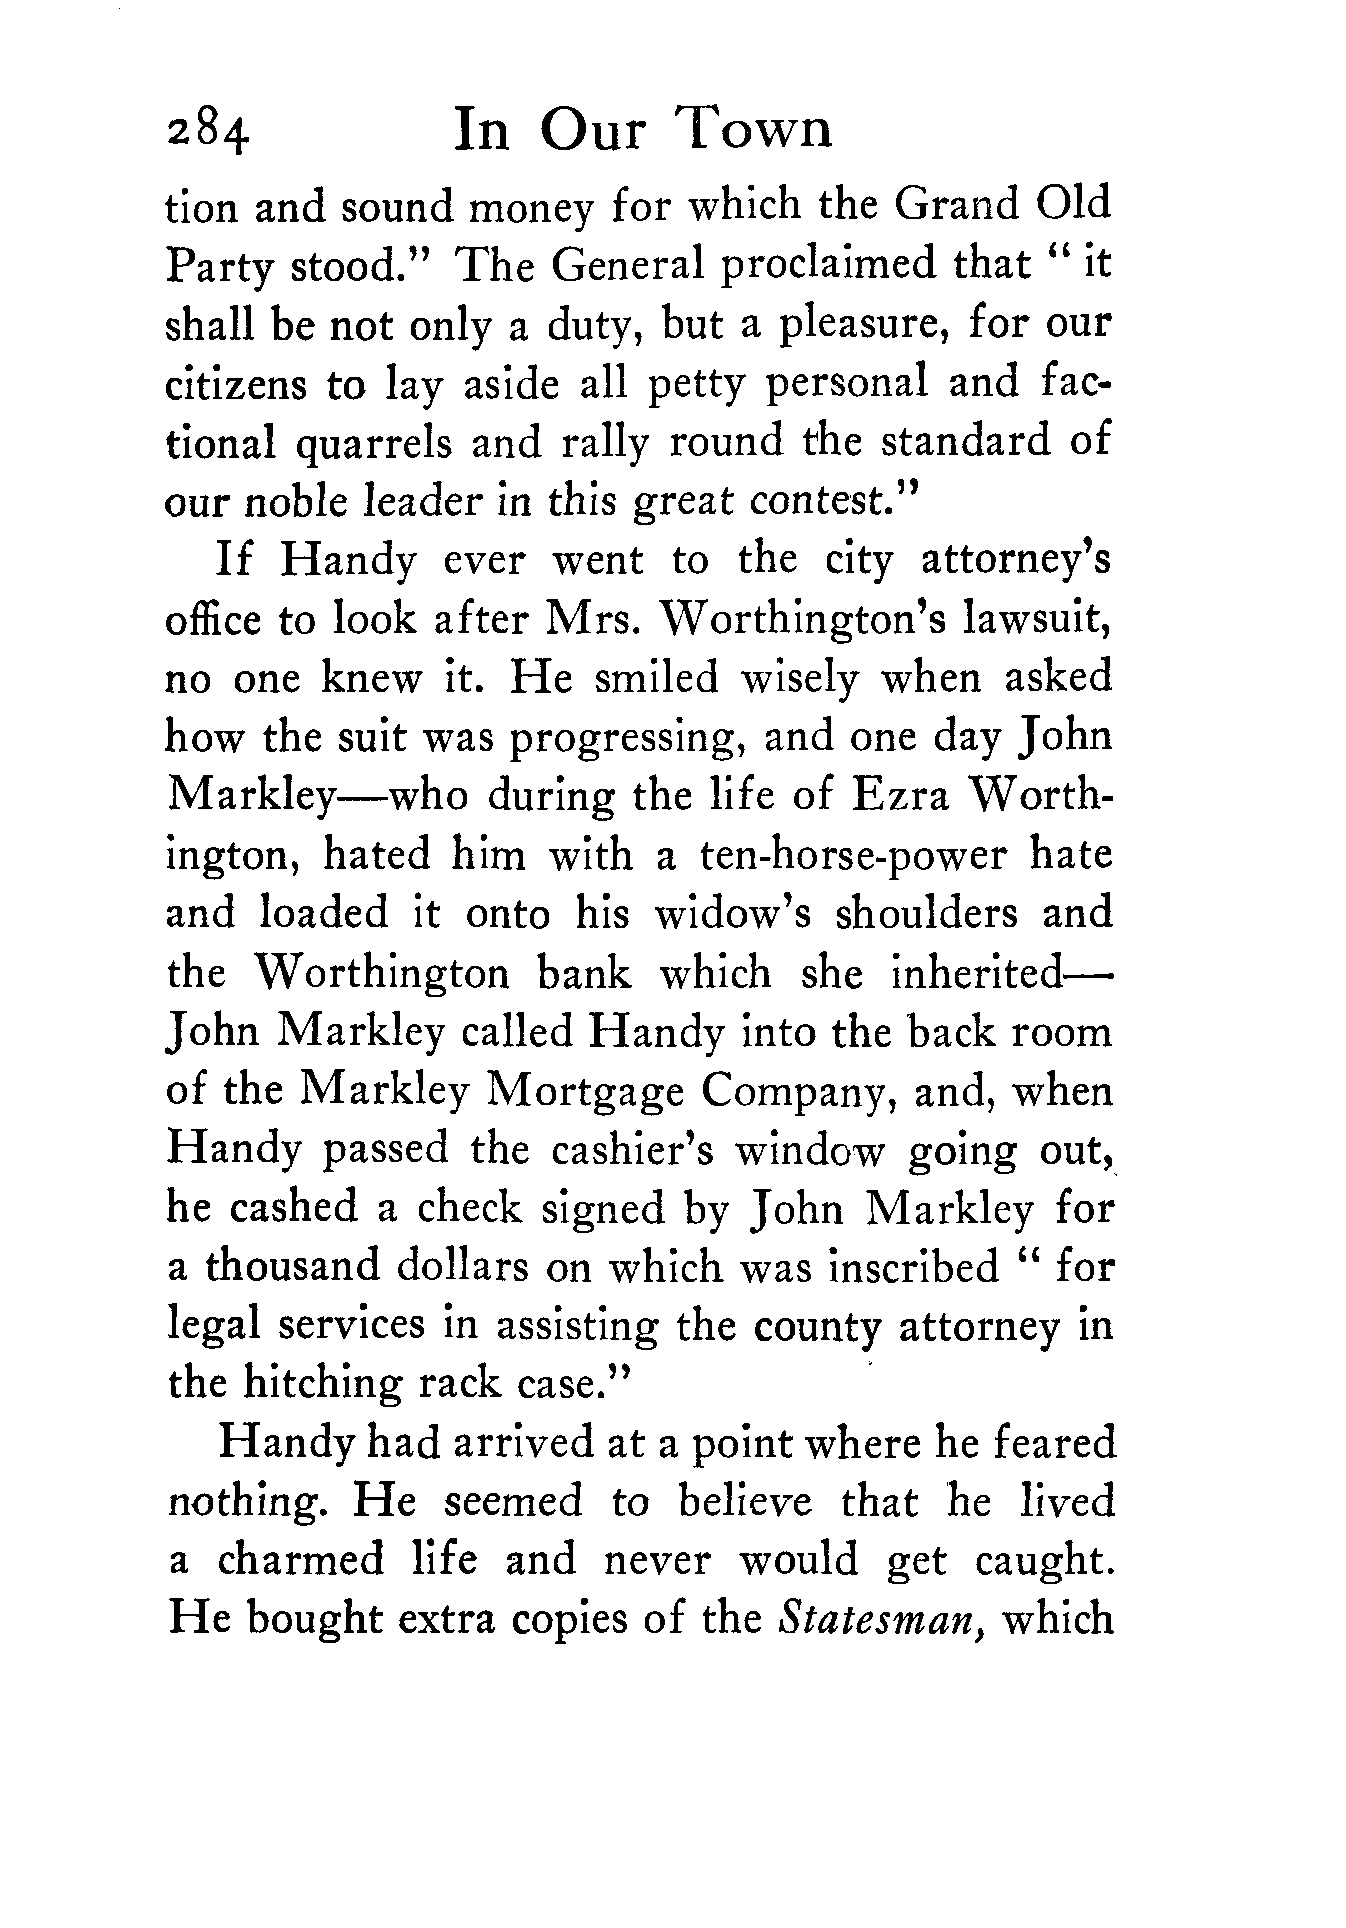 284 In Our Town
tion and sound money for which the Grand Old
Party stood.” The General proclaimed that “ it
shall be not only a duty, but a pleasure, for our
citizens to lay aside all petty personal and fac-
tional quarrels and rally round the standard of
our noble leader in this great contest.”
If Handy ever went to the city attorney’s
office to look after Mrs. Worthington’s lawsuit,
no one knew it. He smiled wisely when asked
how the suit was progressing, and one day John
Markley—who during the life of Ezra Worth-
ington, hated him with a ten-horse-power hate
and loaded it onto his widow’s shoulders and
the Worthington bank which she inherited—
John Markley called Handy into the back room
of the Markley Mortgage Company, and, when
Handy passed the cashier’s window going out,
he cashed a check signed by John Markley for
a thousand dollars on which was inscribed “ for
legal services in assisting the county attorney in
the hitching rack case.”
Handy had arrived at a point where he feared
nothing. He seemed to believe that he lived
a charmed life and never would get caught.
He bought extra copies of the Statesman, which